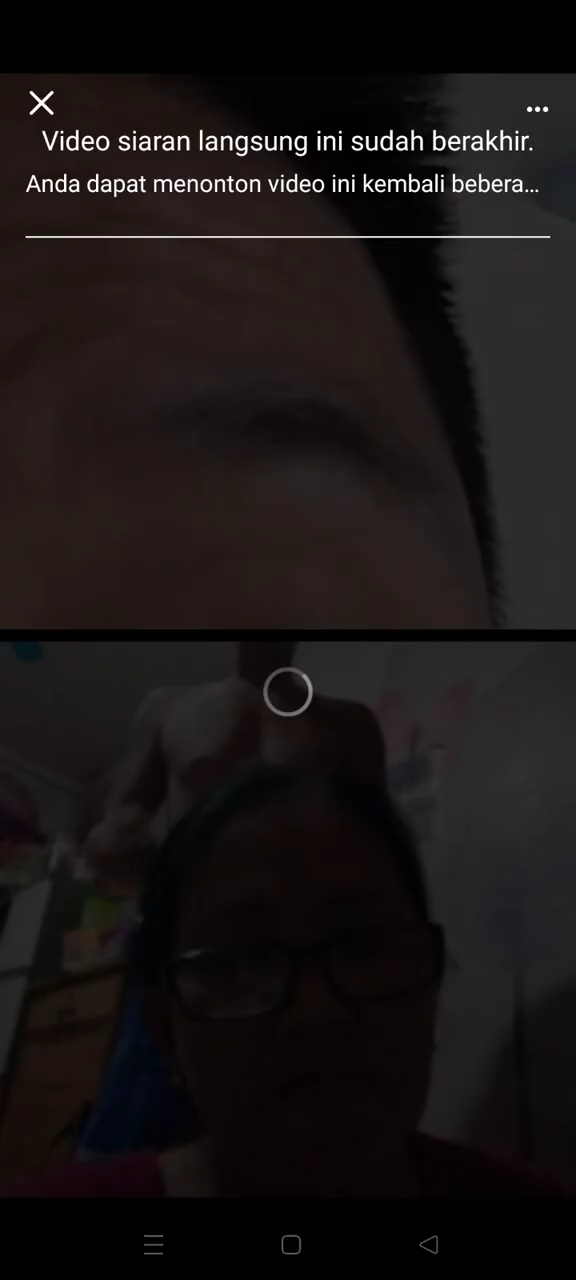 Video siaran langsung ini sudah berakhir.
Anda dapat menonton video ini kembali bebera...